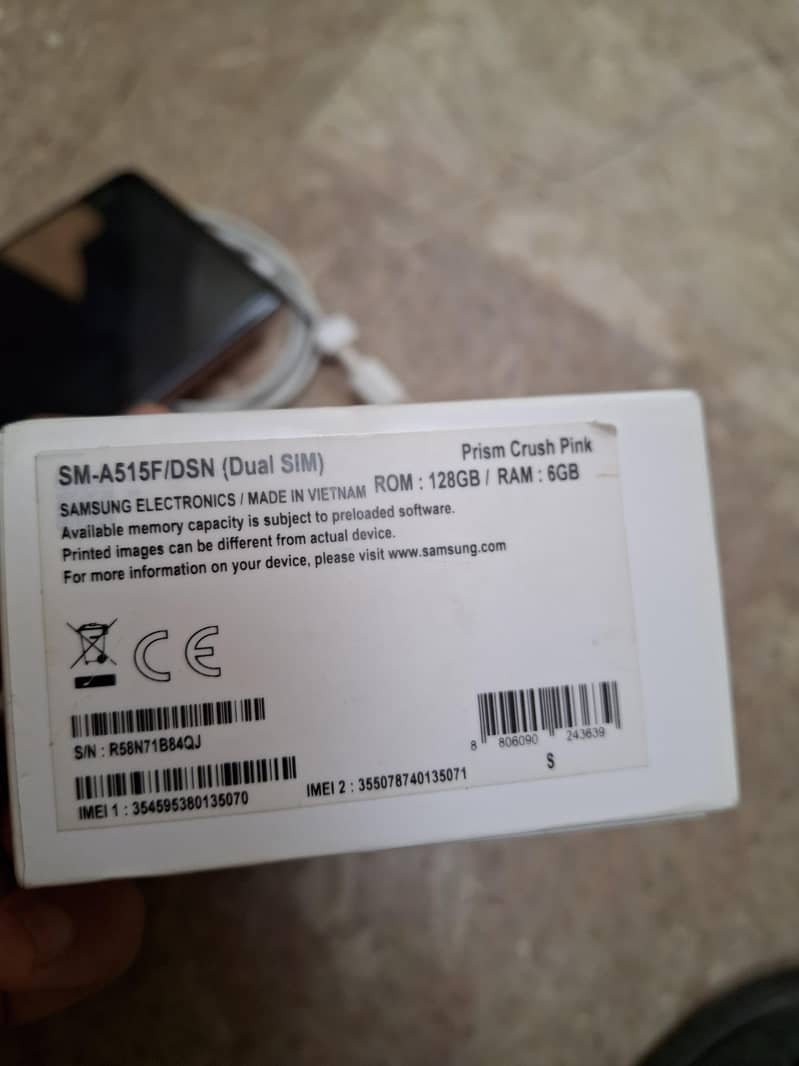 SM-A515F/DSN (Dual SIM)
Prism Crush Pink
SAMSUNG ELECTRONICS / MADE IN VIETNAM
ROM : 128GB / RAM : 6GB
Available memory capacity is subject to preloaded software.
Printed images can be different from actual device.
For more information on your device, please visit www.samsung.com
CE
S/N : R58N71B84QJ
8 806090 243639
S
IMEI 1 : 354595380135070
IMEI 2 : 355078740135071